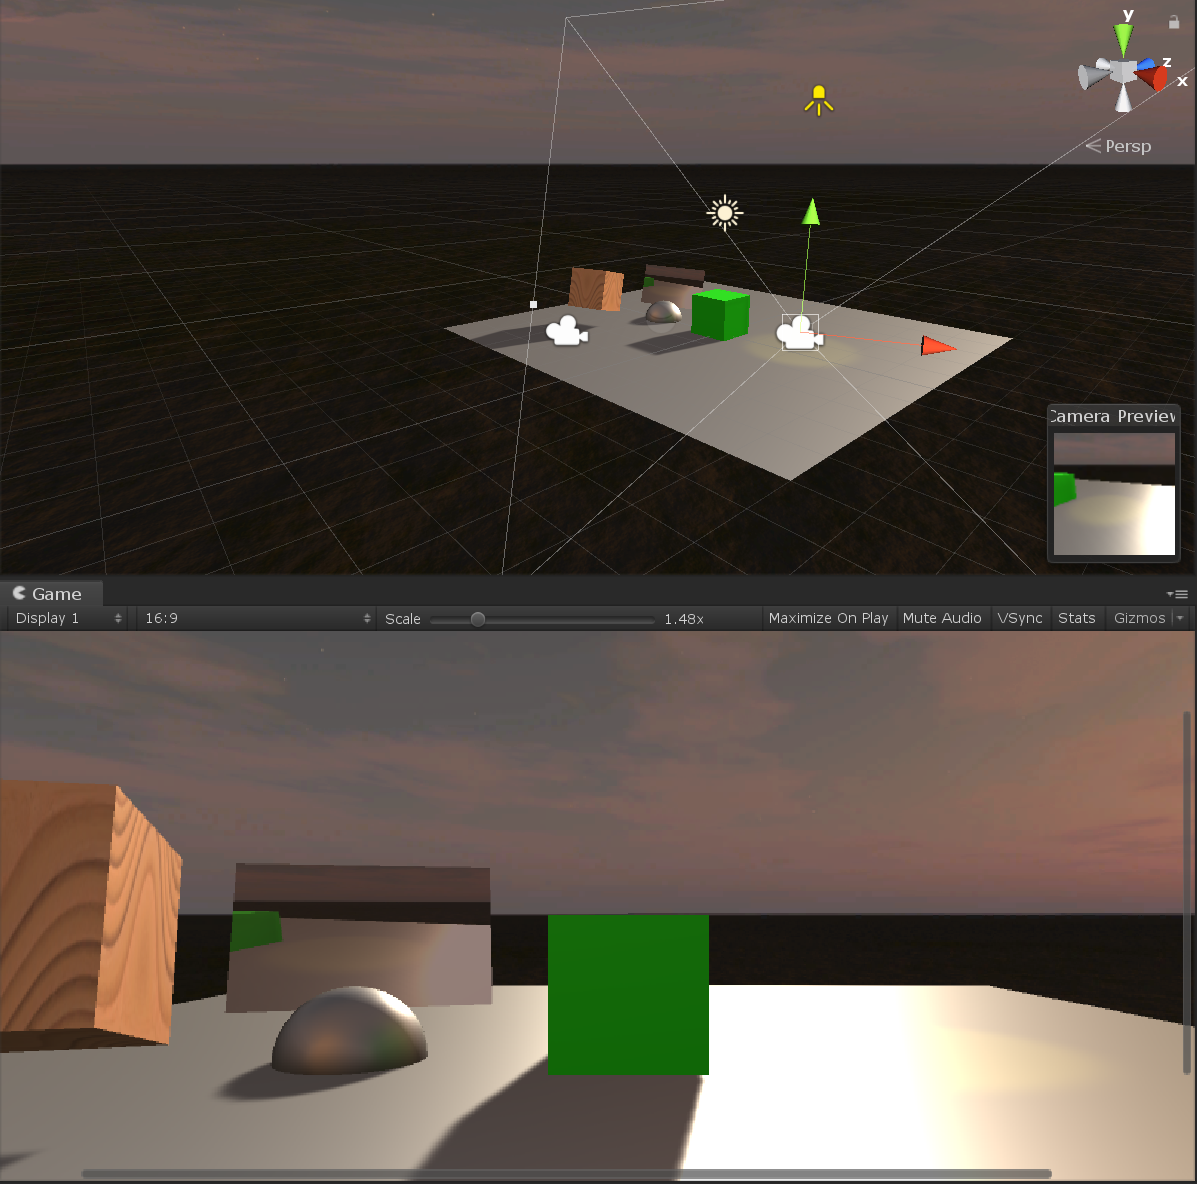 y
z
x
Persp
Camera Preview
Game
Display 1 16:9 Scale 1.48x Maximize On Play Mute Audio VSync Stats Gizmos